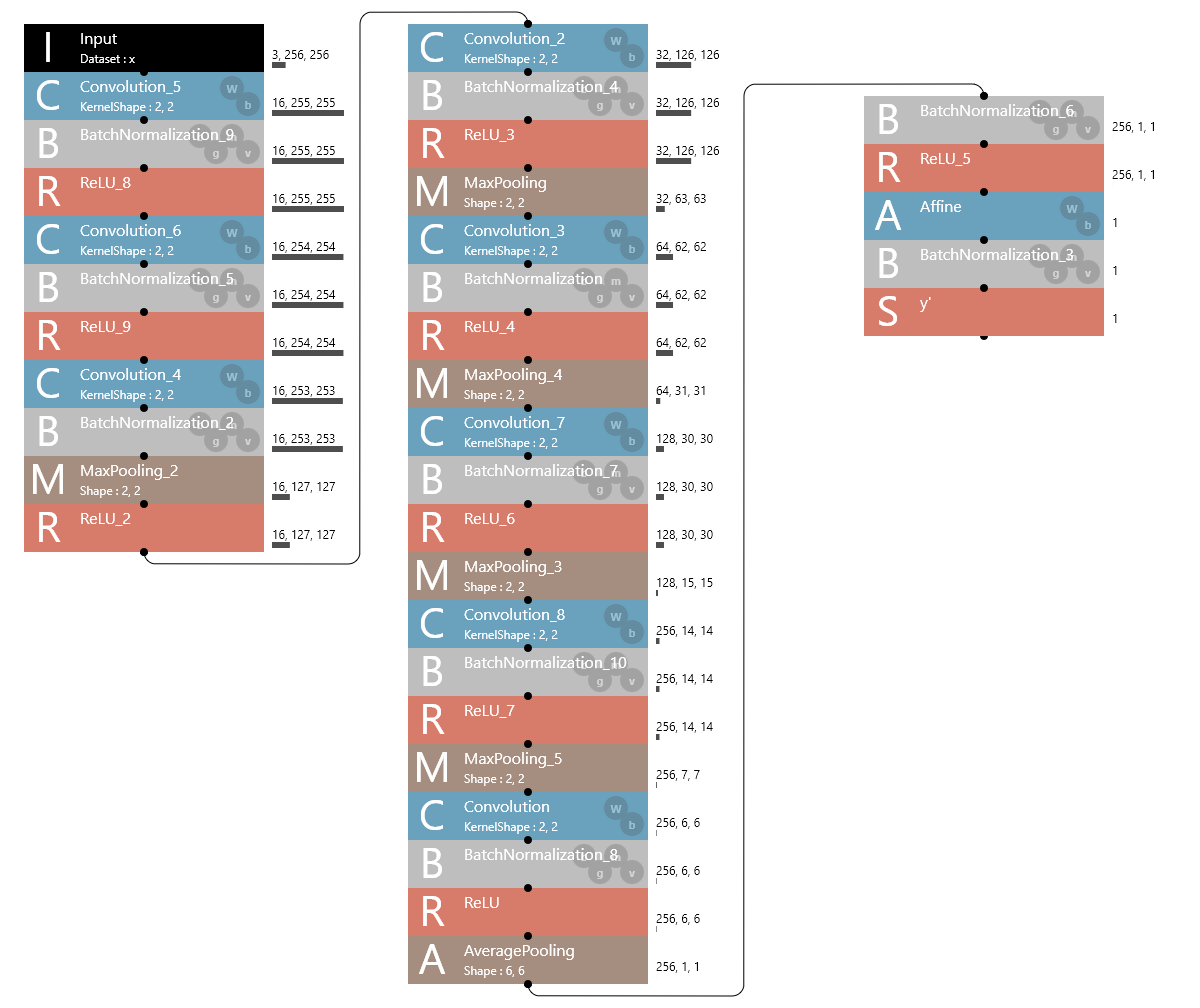 I Input
Dataset : x
3, 256, 256
C Convolution_5 W
KernelShape : 2, 2 b
16, 255, 255
B BatchNormalization_9
g v
16, 255, 255
R ReLU_8
16, 255, 255
C Convolution_6 W
KernelShape : 2, 2 b
16, 254, 254
B BatchNormalization_5 m
g v
16, 254, 254
R ReLU_9
16, 254, 254
C Convolution_4 W
KernelShape : 2, 2 b
16, 253, 253
B BatchNormalization_2
g v
16, 253, 253
M MaxPooling_2
Shape : 2, 2
16, 127, 127
R ReLU_2
16, 127, 127
C Convolution_2 W
KernelShape : 2, 2 b
32, 126, 126
B BatchNormalization_4
g v
32, 126, 126
R ReLU_3
32, 126, 126
M MaxPooling
Shape : 2, 2
32, 63, 63
C Convolution_3 W
KernelShape : 2, 2 b
64, 62, 62
B BatchNormalization m
g v
64, 62, 62
R ReLU_4
64, 62, 62
M MaxPooling_4
Shape : 2, 2
64, 31, 31
C Convolution_7 W
KernelShape : 2, 2 b
128, 30, 30
B BatchNormalization_7
g v
128, 30, 30
R ReLU_6
128, 30, 30
M MaxPooling_3
Shape : 2, 2
128, 15, 15
C Convolution_8 W
KernelShape : 2, 2 b
256, 14, 14
B BatchNormalization_10
g v
256, 14, 14
R ReLU_7
256, 14, 14
M MaxPooling_5
Shape : 2, 2
256, 7, 7
C Convolution W
KernelShape : 2, 2 b
256, 6, 6
B BatchNormalization_8
g v
256, 6, 6
R ReLU
256, 6, 6
A AveragePooling
Shape : 6, 6
256, 1, 1
B BatchNormalization_6
g v
256, 1, 1
R ReLU_5
256, 1, 1
A Affine W
b
1
B BatchNormalization_3
g v
1
S y'
1